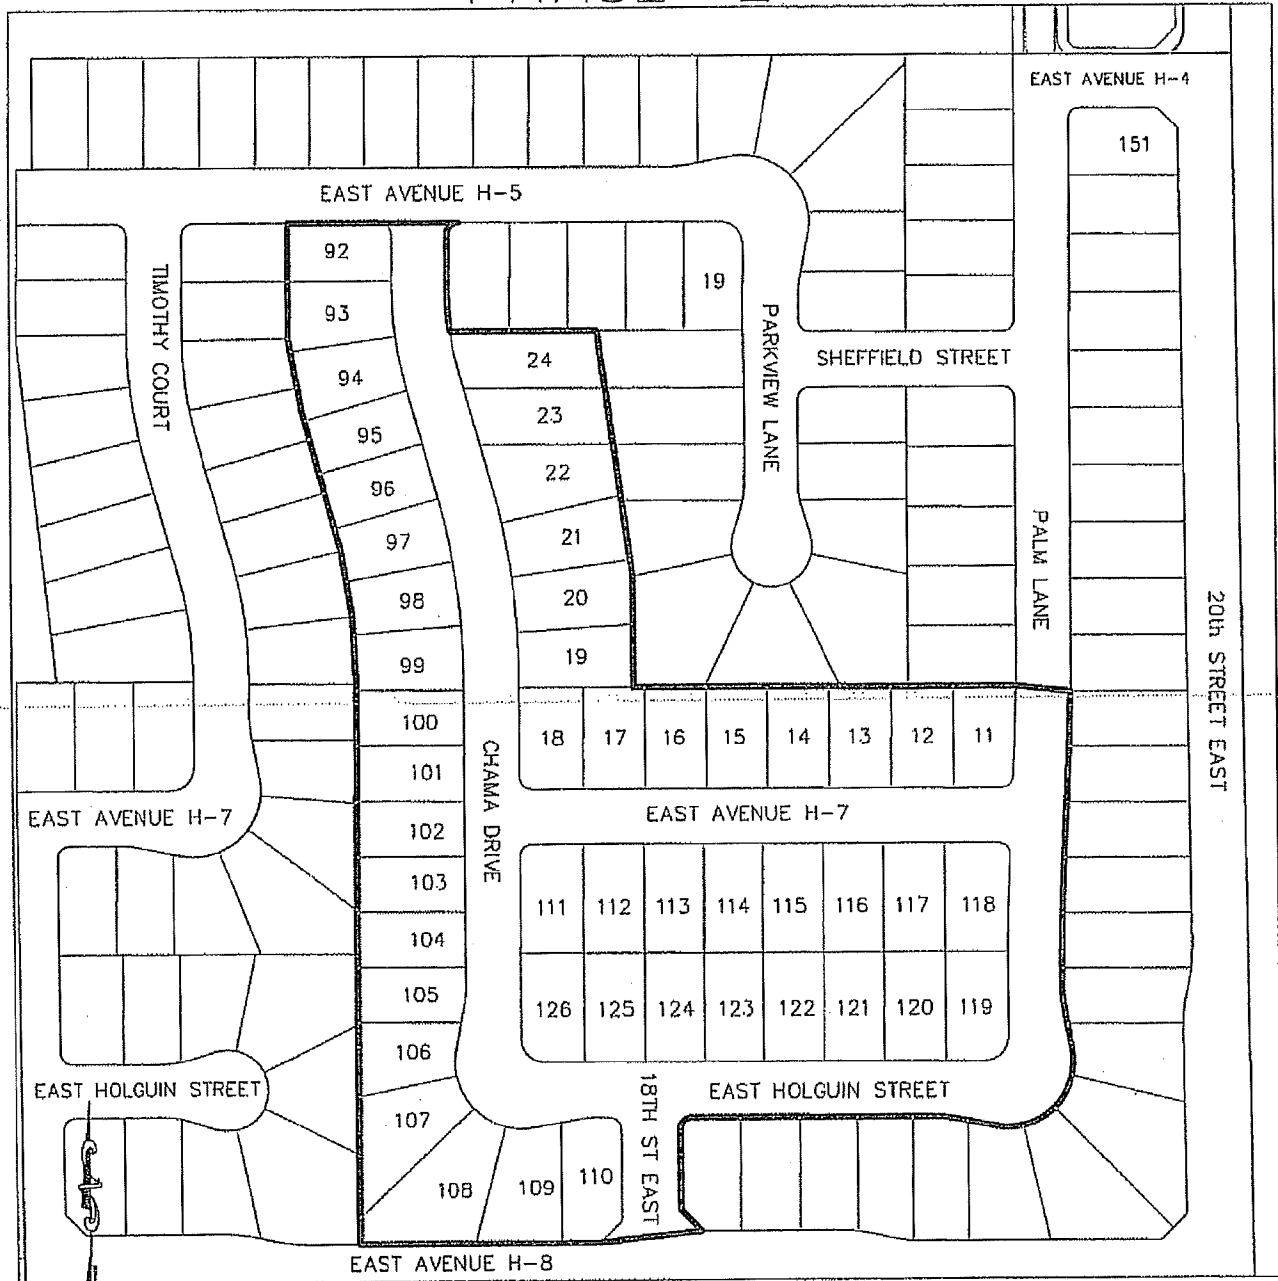 EAST AVENUE H-4
151
EAST AVENUE H-5
92
19
93
TIMOTHY COURT
PARKVIEW LANE
SHEFFIELD STREET
24
94
23
95
22
96
21
97
PALM LANE
20
98
20th STREET EAST
19
99
100
18 17 16 15 14 13 12 11
101
CHAMA DRIVE
EAST AVENUE H-7
EAST AVENUE H-7
102
103
111 112 113 114 115 116 117 118
104
105
126 125 124 123 122 121 120 119
106
EAST HOLGUIN STREET
EAST HOLGUIN STREET
18TH ST EAST
107
108
109
110
EAST AVENUE H-8